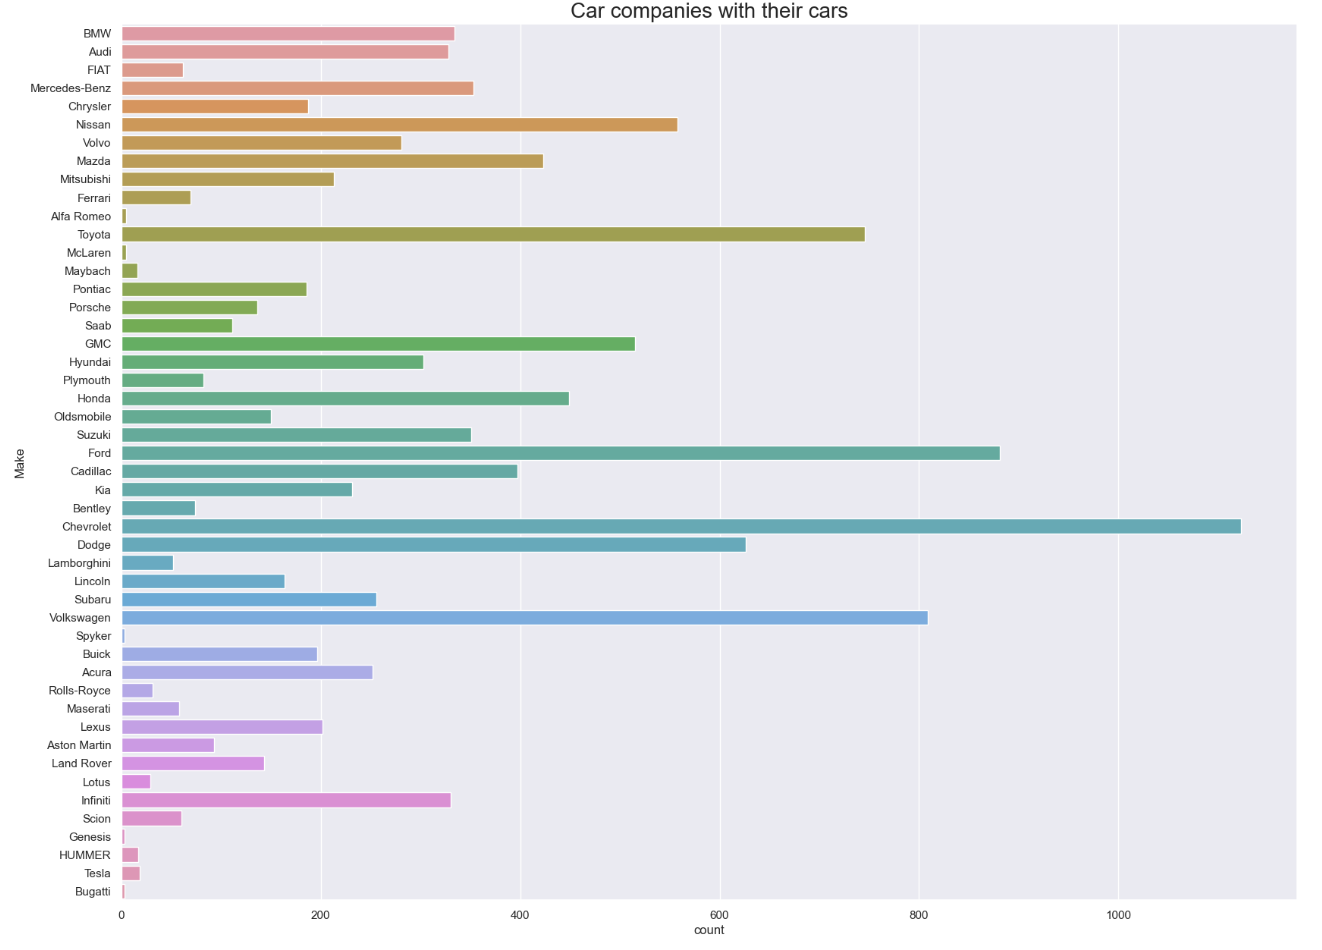 Car companies with their cars
BMW
Audi
FIAT
Mercedes-Benz
Chrysler
Nissan
Volvo
Mazda
Mitsubishi
Ferrari
Alfa Romeo
Toyota
McLaren
Maybach
Pontiac
Porsche
Saab
GMC
Hyundai
Plymouth
Honda
Oldsmobile
Suzuki
Ford
Make
Cadillac
Kia
Bentley
Chevrolet
Dodge
Lamborghini
Lincoln
Subaru
Volkswagen
Spyker
Buick
Acura
Rolls-Royce
Maserati
Lexus
Aston Martin
Land Rover
Lotus
Infiniti
Scion
Genesis
HUMMER
Tesla
Bugatti
0 200 400 600 800 1000
count